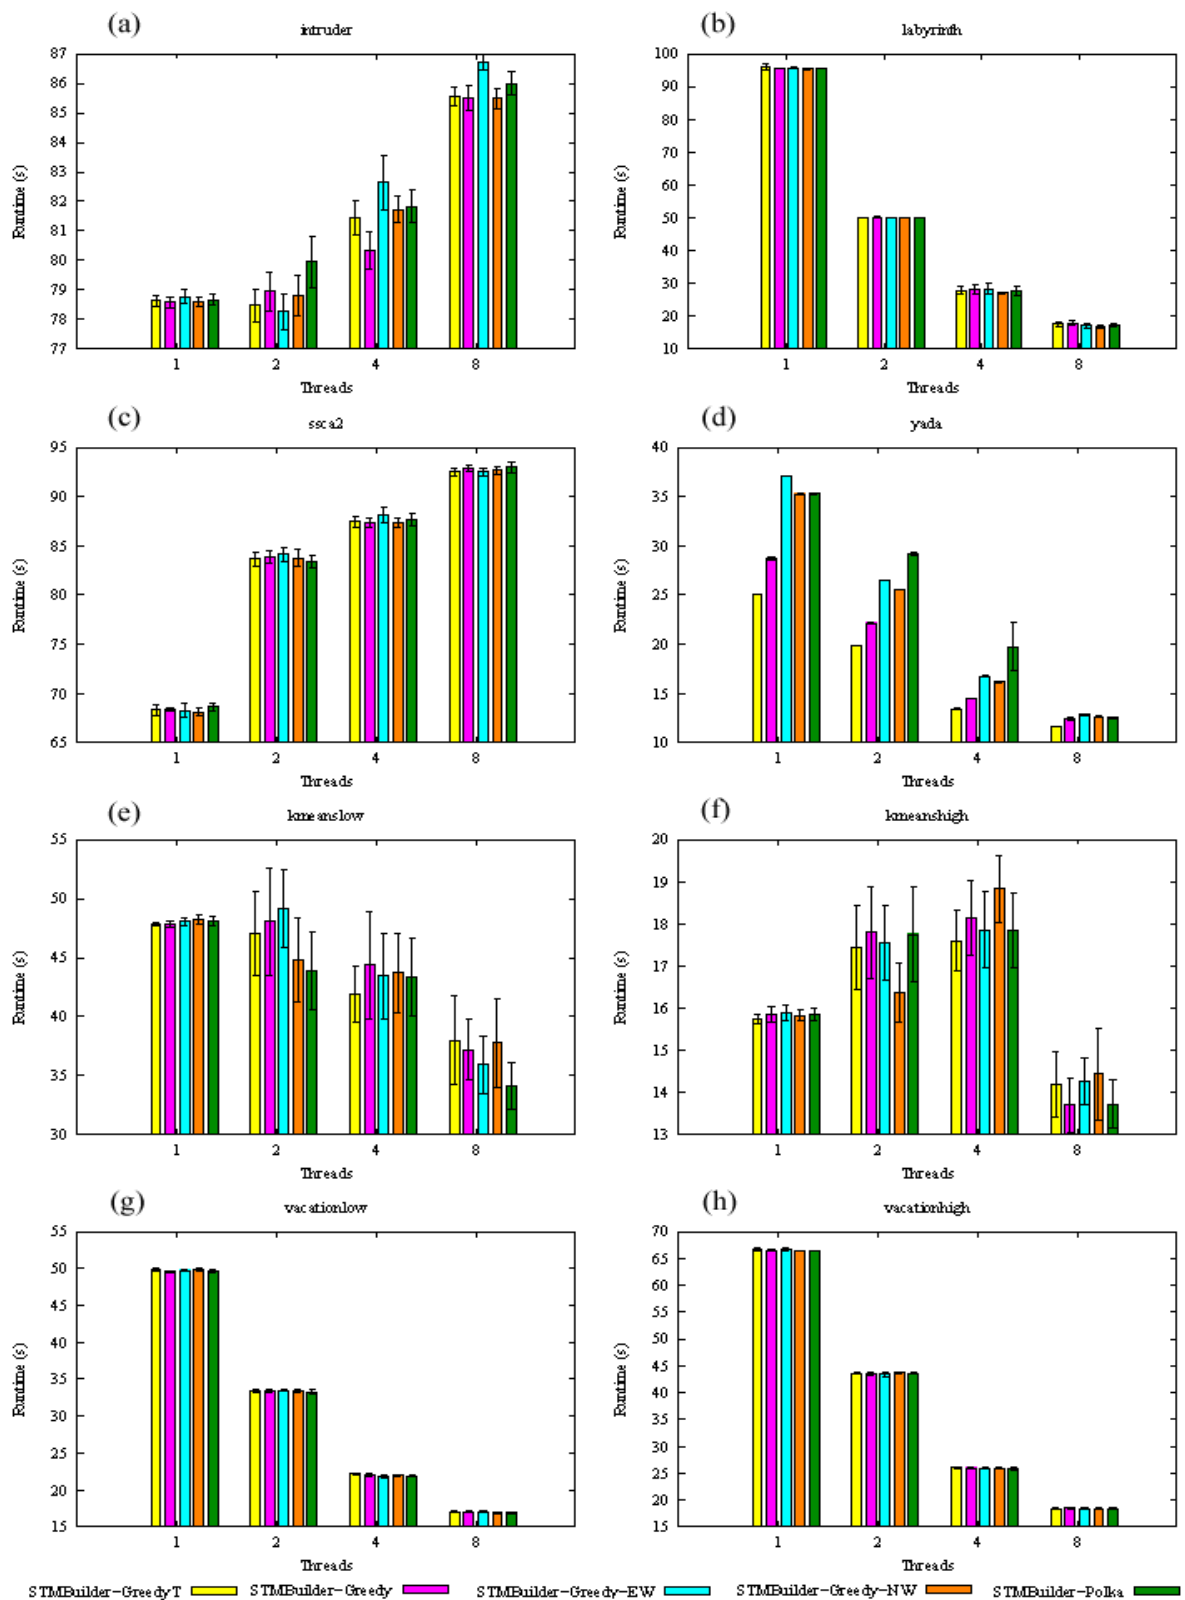 (a) intruder
87
86
85
84
83
82
81
80
79
78
77
Runtime (s)
1 2 4 8
Threads
(b) labyrinth
100
90
80
70
60
50
40
30
20
10
Runtime (s)
1 2 4 8
Threads
(c) ssca2
95
90
85
80
75
70
65
Runtime (s)
1 2 4 8
Threads
(d) yada
40
35
30
25
20
15
10
Runtime (s)
1 2 4 8
Threads
(e) kmeanslow
55
50
45
40
35
30
Runtime (s)
1 2 4 8
Threads
(f) kmeanshigh
20
19
18
17
16
15
14
13
Runtime (s)
1 2 4 8
Threads
(g) vacationlow
55
50
45
40
35
30
25
20
15
Runtime (s)
1 2 4 8
Threads
(h) vacationhigh
70
65
60
55
50
45
40
35
30
25
20
15
Runtime (s)
1 2 4 8
Threads
STMBuilder-GreedyT STMBuilder-Greedy STMBuilder-Greedy-EW STMBuilder-Greedy-NW STMBuilder-Polka